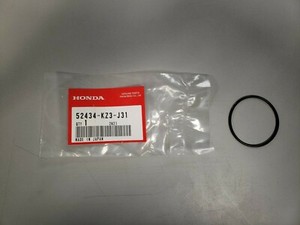 HONDA
52434-KZ3-J31
QTY 1
MADE IN JAPAN